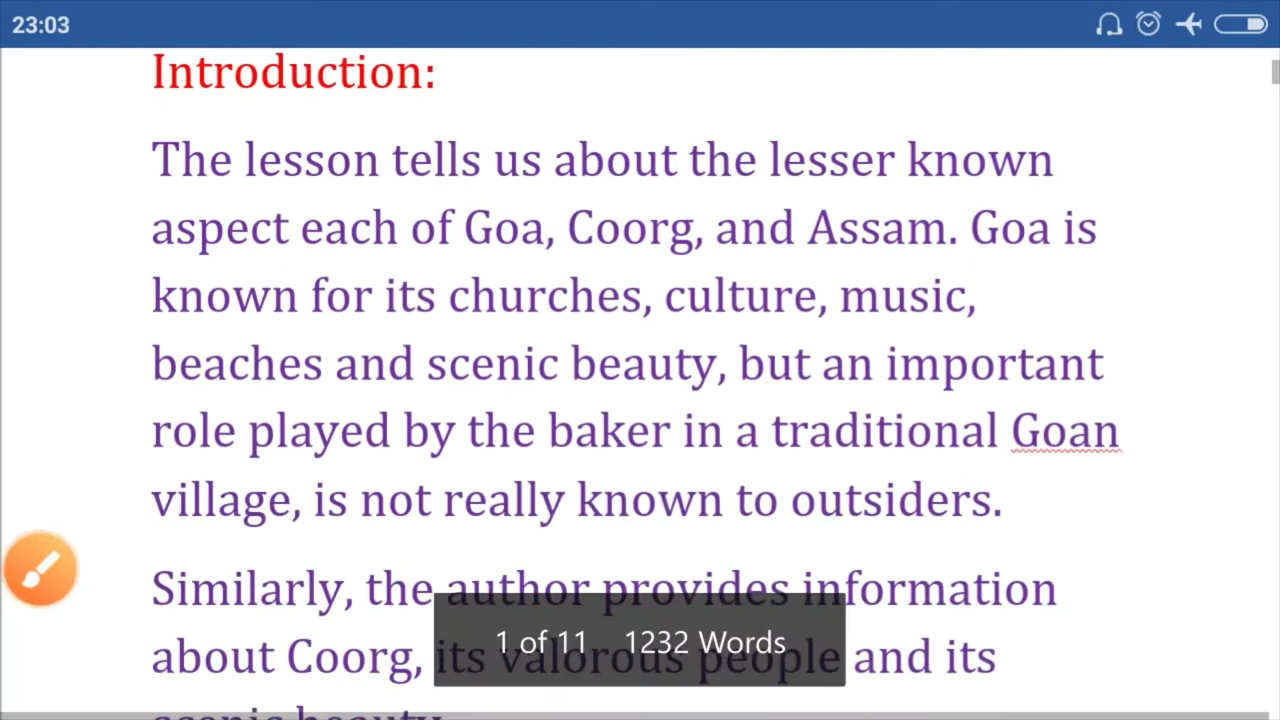 23:03
Introduction:
The lesson tells us about the lesser known
aspect each of Goa, Coorg, and Assam. Goa is
known for its churches, culture, music,
beaches and scenic beauty, but an important
role played by the baker in a traditional Goan
village, is not really known to outsiders.
Similarly, the author provides information
1 of 11 1232 Words
about Coorg, its valorous people and its
scenic beauty